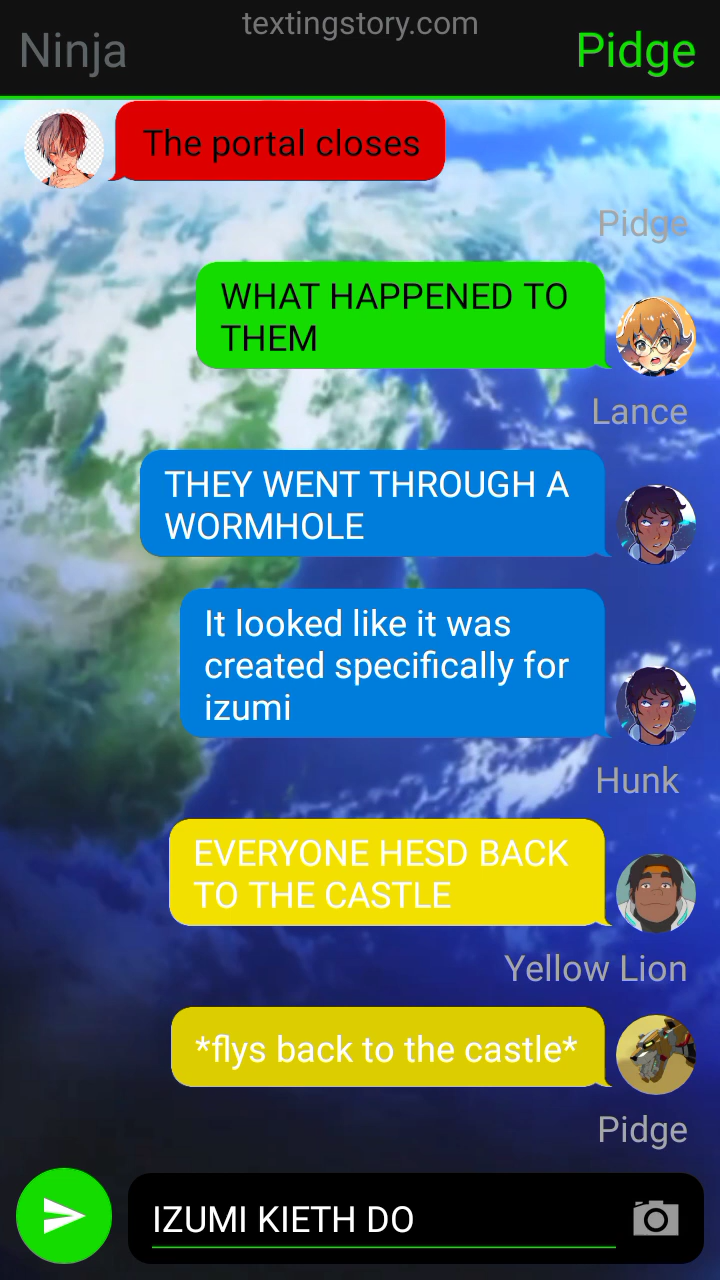 textingstory.com
Ninja
Pidge
The portal closes
Pidge
WHAT HAPPENED TO
THEM
Lance
THEY WENT THROUGH A
WORMHOLE
It looked like it was
created specifically for
izumi
Hunk
EVERYONE HESD BACK
TO THE CASTLE
Yellow Lion
*flys back to the castle*
Pidge
IZUMI KIETH DO